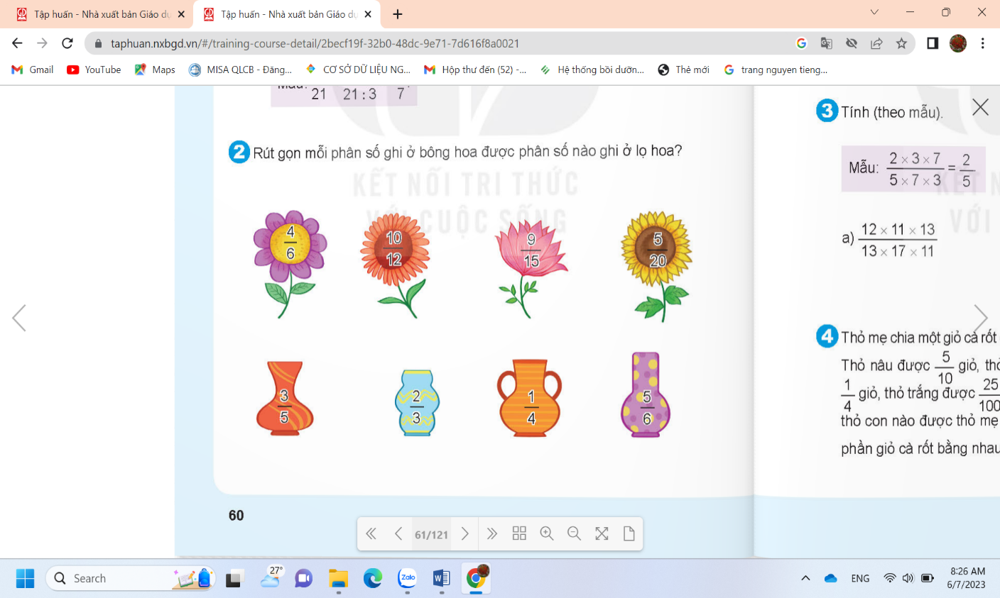 Tập huấn - Nhà xuất bản Giáo dụ
Tập huấn - Nhà xuất bản Giáo dụ
taphuan.nxbgd.vn/#/training-course-detail/2becf19f-32b0-48dc-9e71-7d616f8a0021
Gmail YouTube Maps MISA QLCB - Đăng... CƠ SỞ DỮ LIỆU NG... Hộp thư đến (52) -... Hệ thống bồi dưỡn... Thẻ mới trang nguyen tieng...
21 21 : 3 7
2 Rút gọn mỗi phân số ghi ở bông hoa được phân số nào ghi ở lọ hoa?
KẾT NỐI TRI THỨC
VỚI CUỘC SỐNG
4/6 10/12 9/15 5/20
3/5 2/3 1/4 5/6
60
3 Tính (theo mẫu).
Mẫu: 2 × 3 × 7 / 5 × 7 × 3 = 2/5
a) 12 × 11 × 13 / 13 × 17 × 11
4 Thỏ mẹ chia một giỏ cà rốt
Thỏ nâu được 5/10 giỏ, thỏ
1/4 giỏ, thỏ trắng được 25/100
thỏ con nào được thỏ mẹ
phần giỏ cà rốt bằng nhau
61/121
Search
27°
Zalo
ENG
8:26 AM
6/7/2023